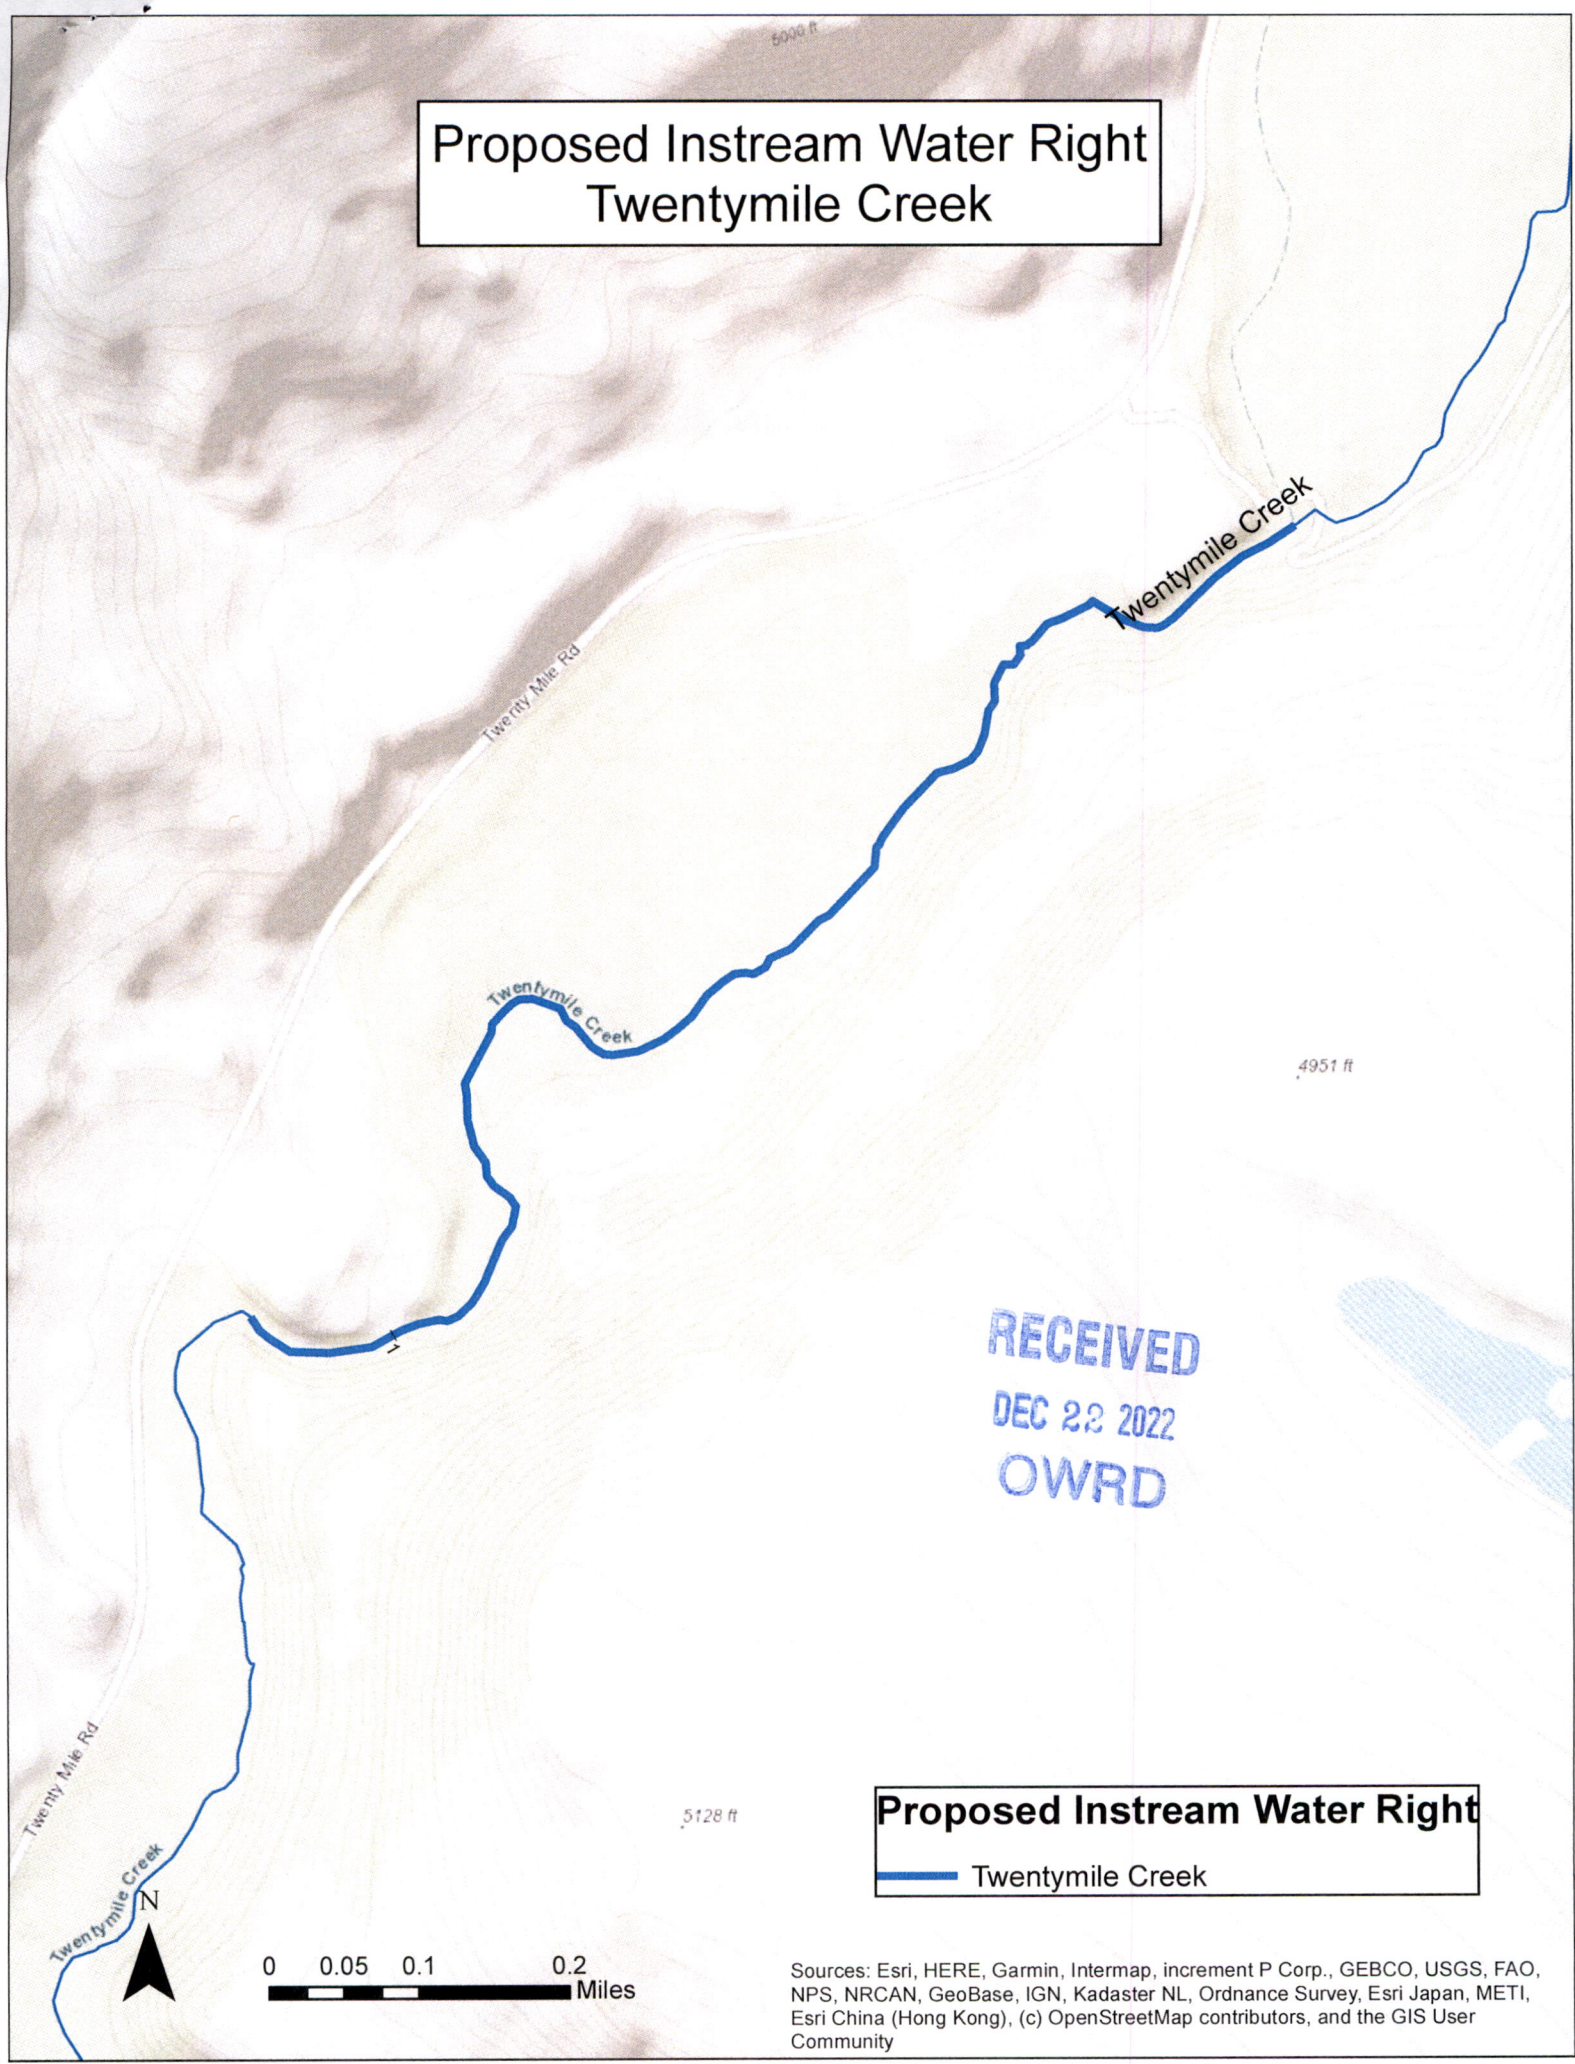 5000 ft
Proposed Instream Water Right
Twentymile Creek
Twentymile Creek
Twenty Mile Rd
Twentymile Creek
4951 ft
RECEIVED
DEC 22 2022
OWRD
Twenty Mile Rd
5128 ft
Proposed Instream Water Right
Twentymile Creek
Twentymile Creek
N
0 0.05 0.1 0.2
Miles
Sources: Esri, HERE, Garmin, Intermap, increment P Corp., GEBCO, USGS, FAO,
NPS, NRCAN, GeoBase, IGN, Kadaster NL, Ordnance Survey, Esri Japan, METI,
Esri China (Hong Kong), (c) OpenStreetMap contributors, and the GIS User
Community